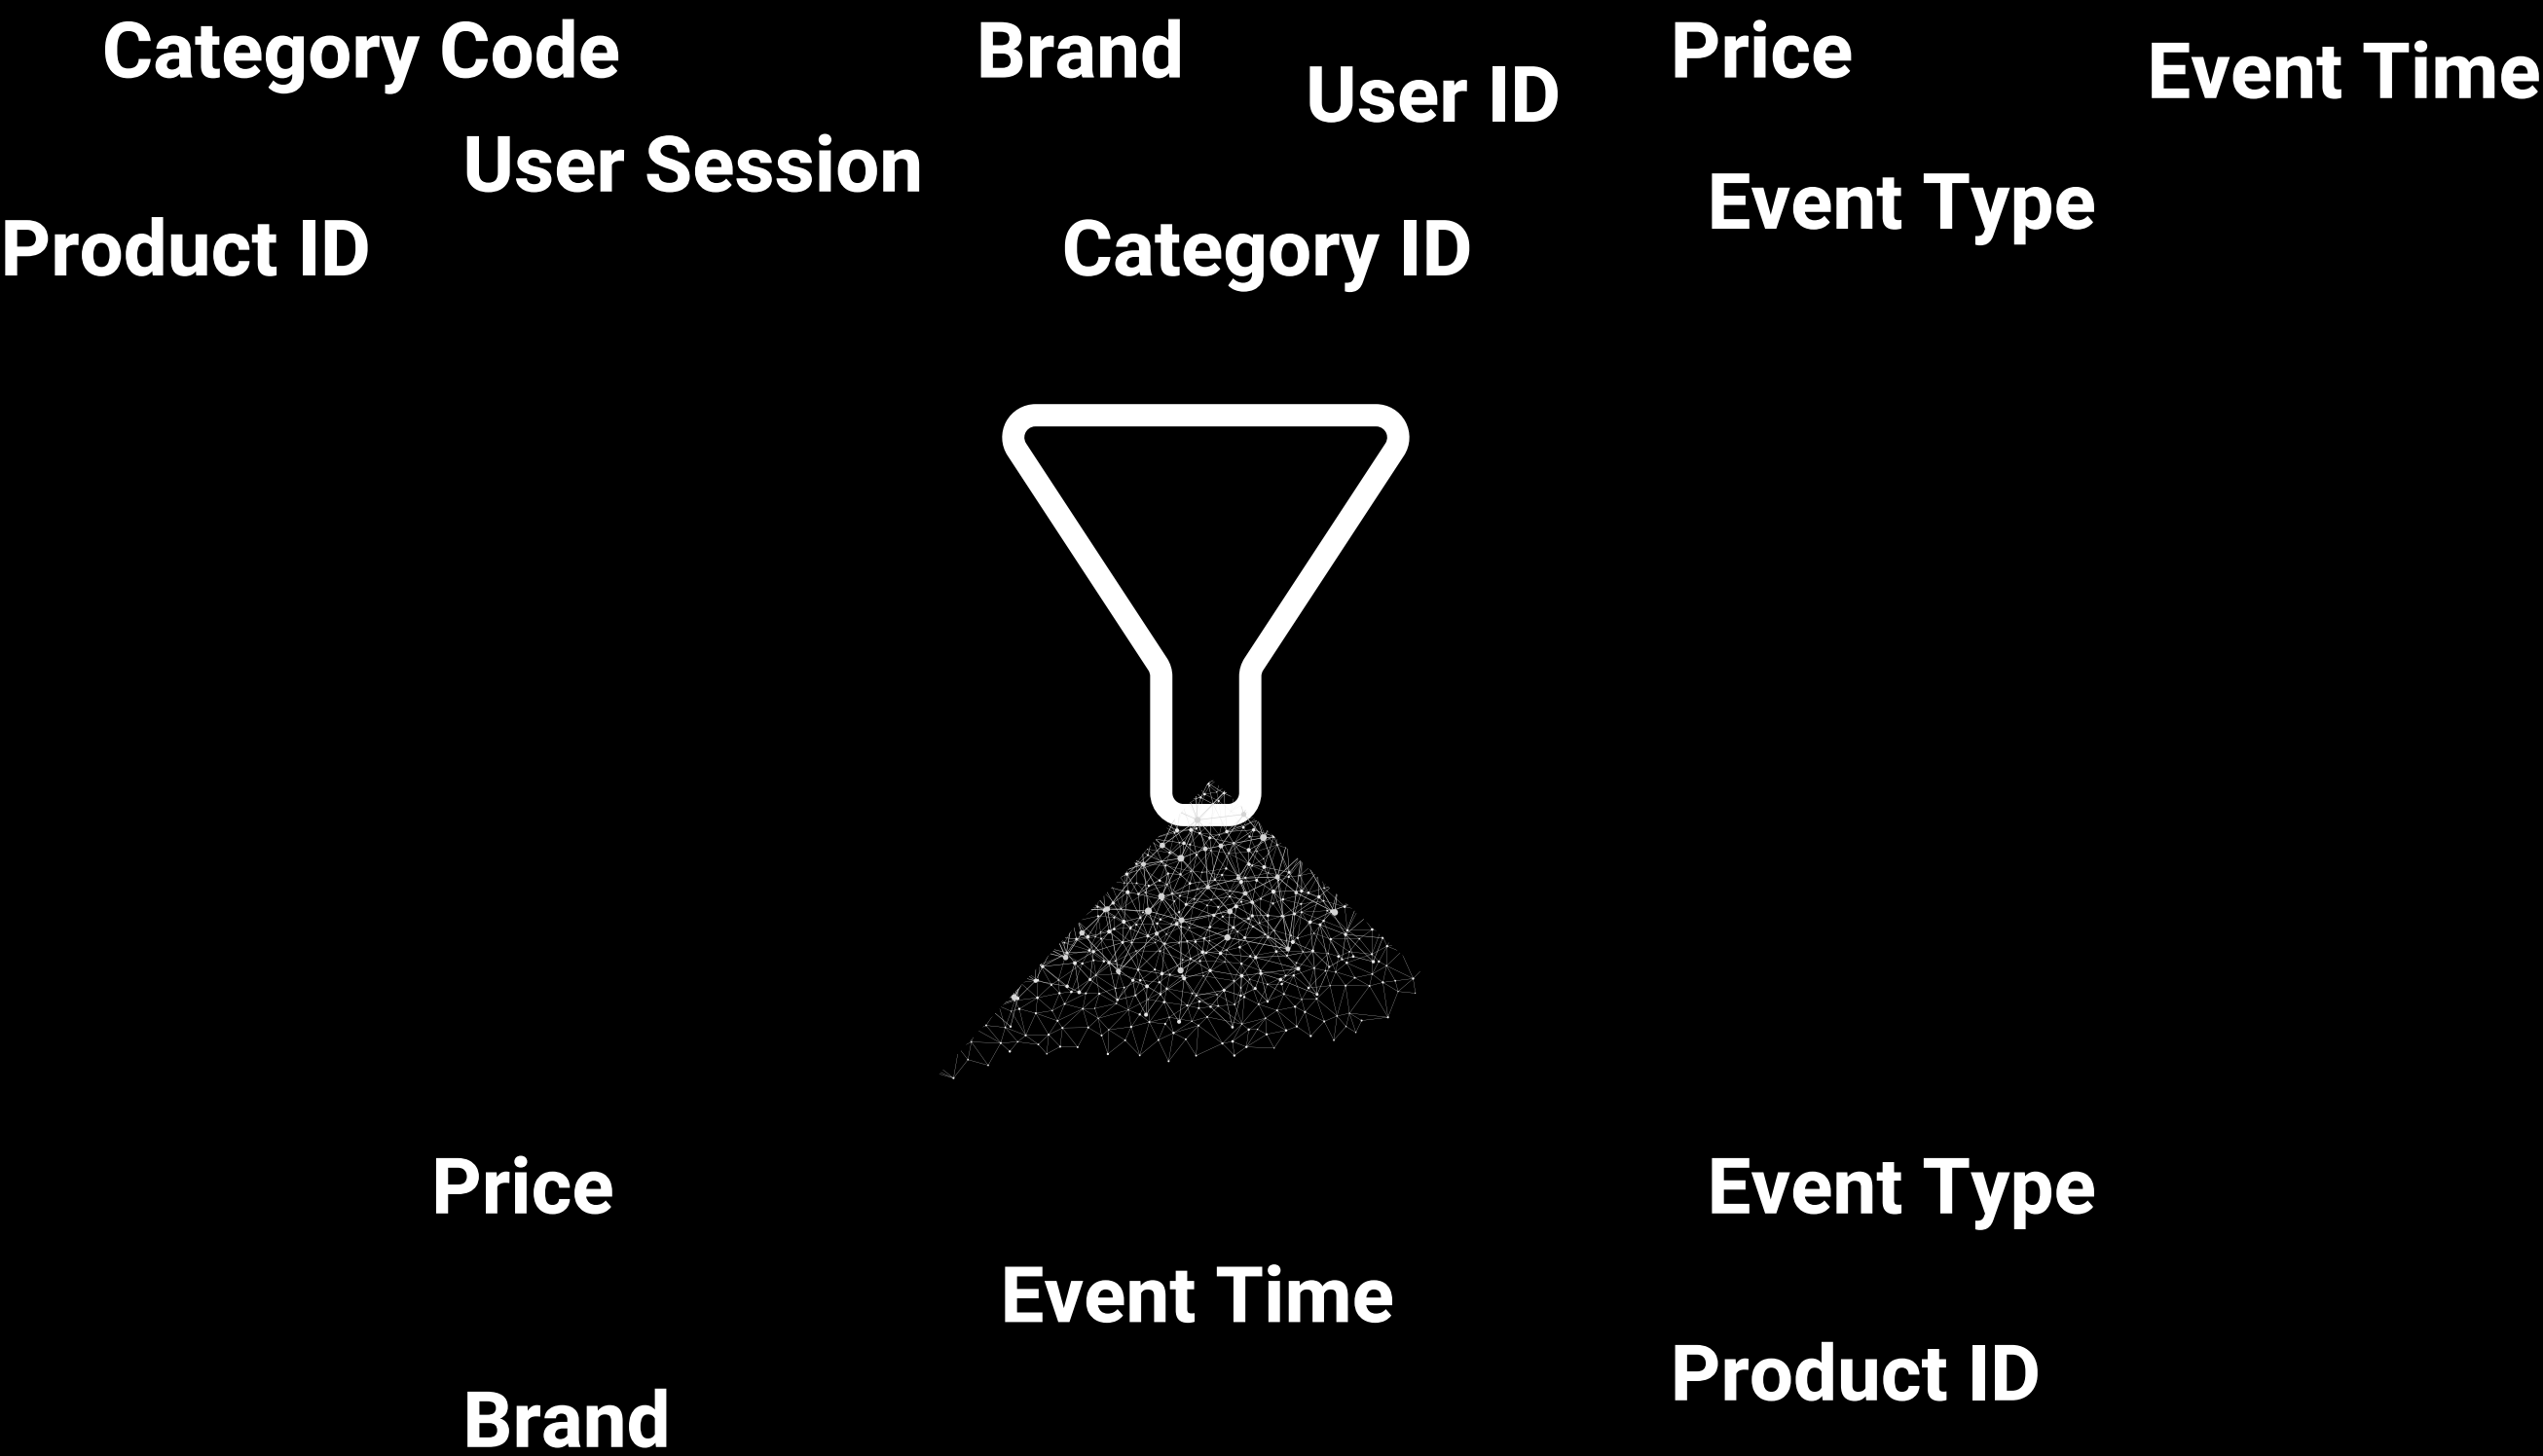 Category Code
Brand
Price
User ID
Event Time
User Session
Event Type
Product ID
Category ID
Price
Event Type
Event Time
Product ID
Brand